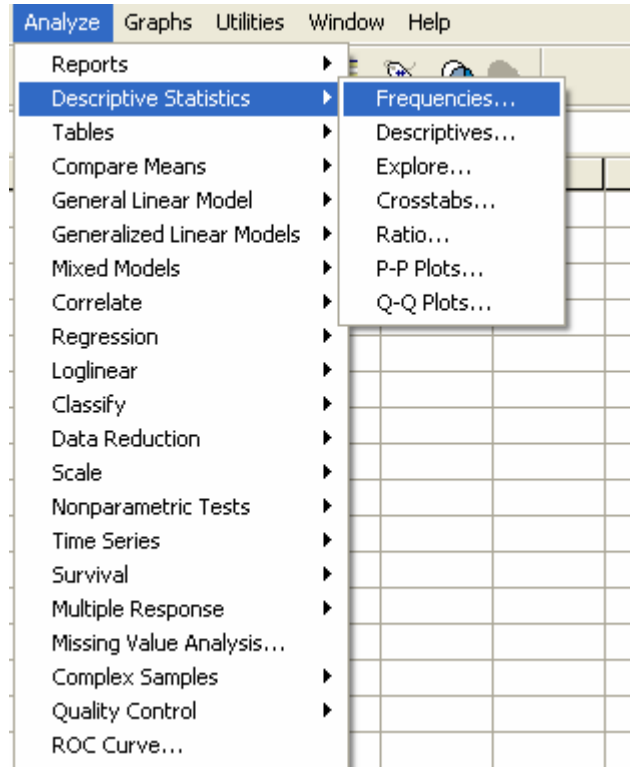 Analyze Graphs Utilities Window Help
Reports
Descriptive Statistics
Tables
Compare Means
General Linear Model
Generalized Linear Models
Mixed Models
Correlate
Regression
Loglinear
Classify
Data Reduction
Scale
Nonparametric Tests
Time Series
Survival
Multiple Response
Missing Value Analysis...
Complex Samples
Quality Control
ROC Curve...
Frequencies...
Descriptives...
Explore...
Crosstabs...
Ratio...
P-P Plots...
Q-Q Plots...